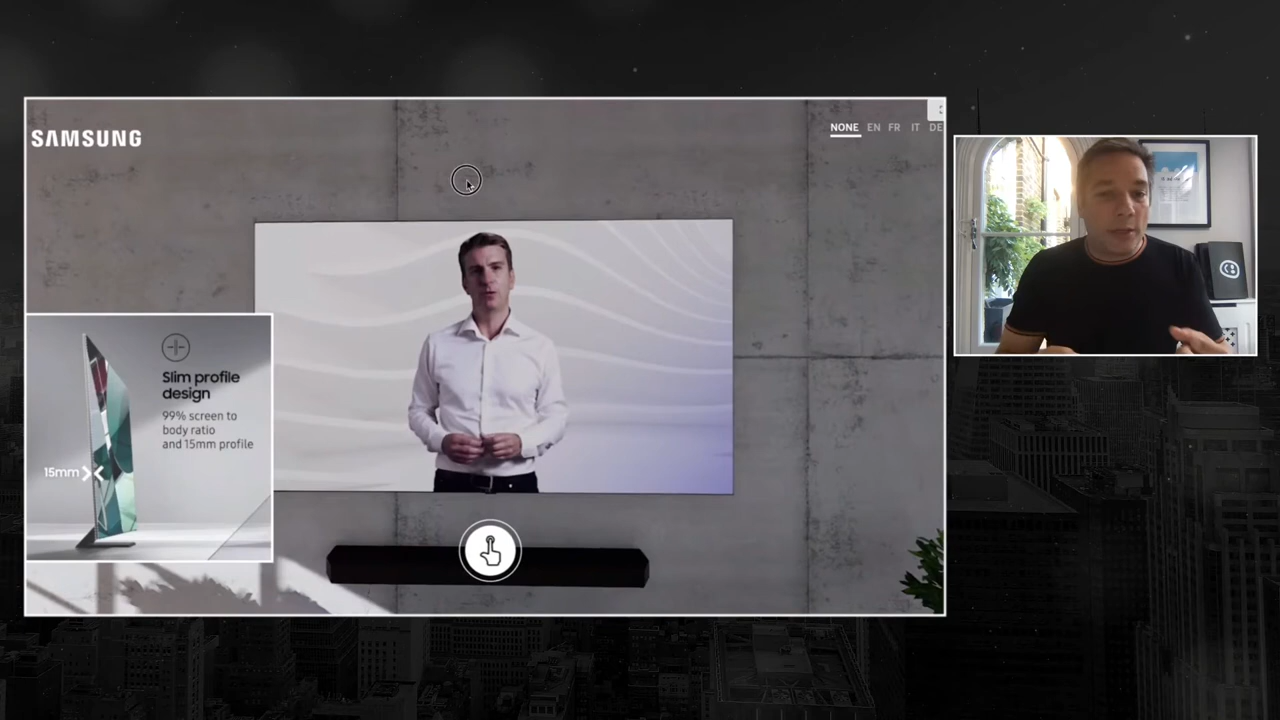 SAMSUNG
NONE EN FR IT DE
Slim profile
design
99% screen to
body ratio
and 15mm profile
15mm